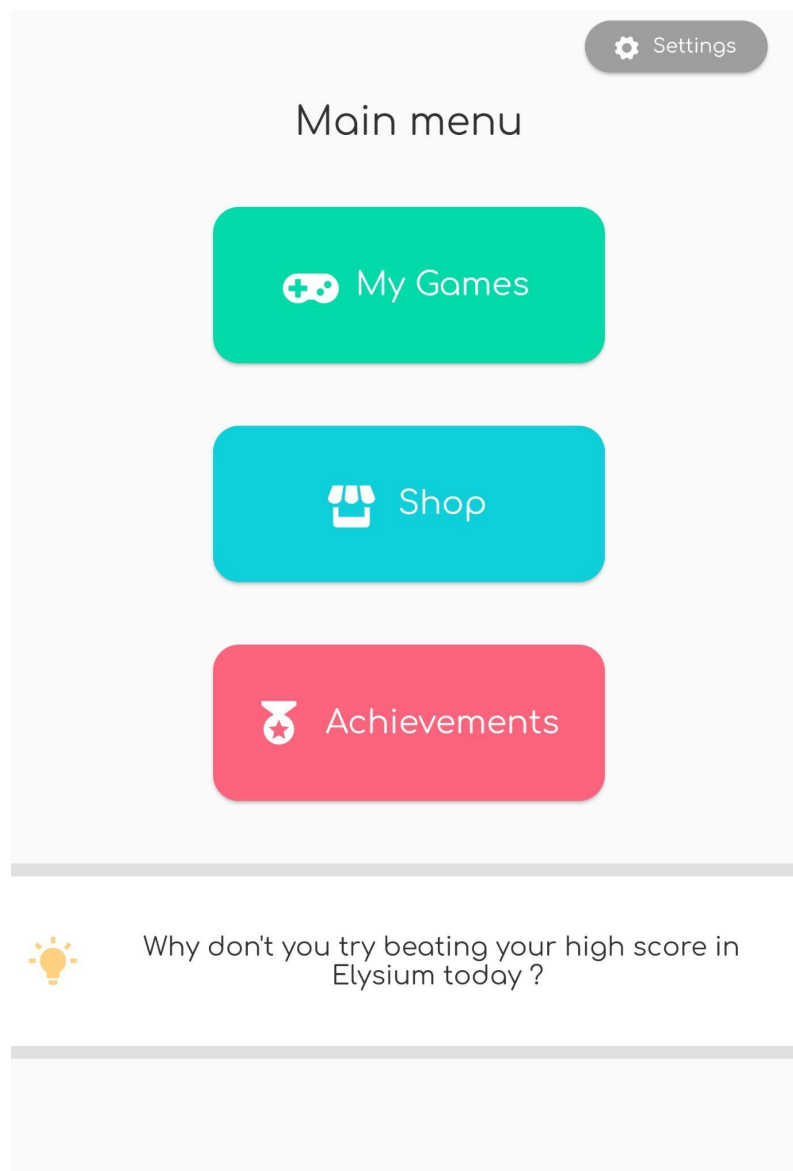 Settings
Main menu
My Games
Shop
Achievements
Why don't you try beating your high score in
Elysium today ?